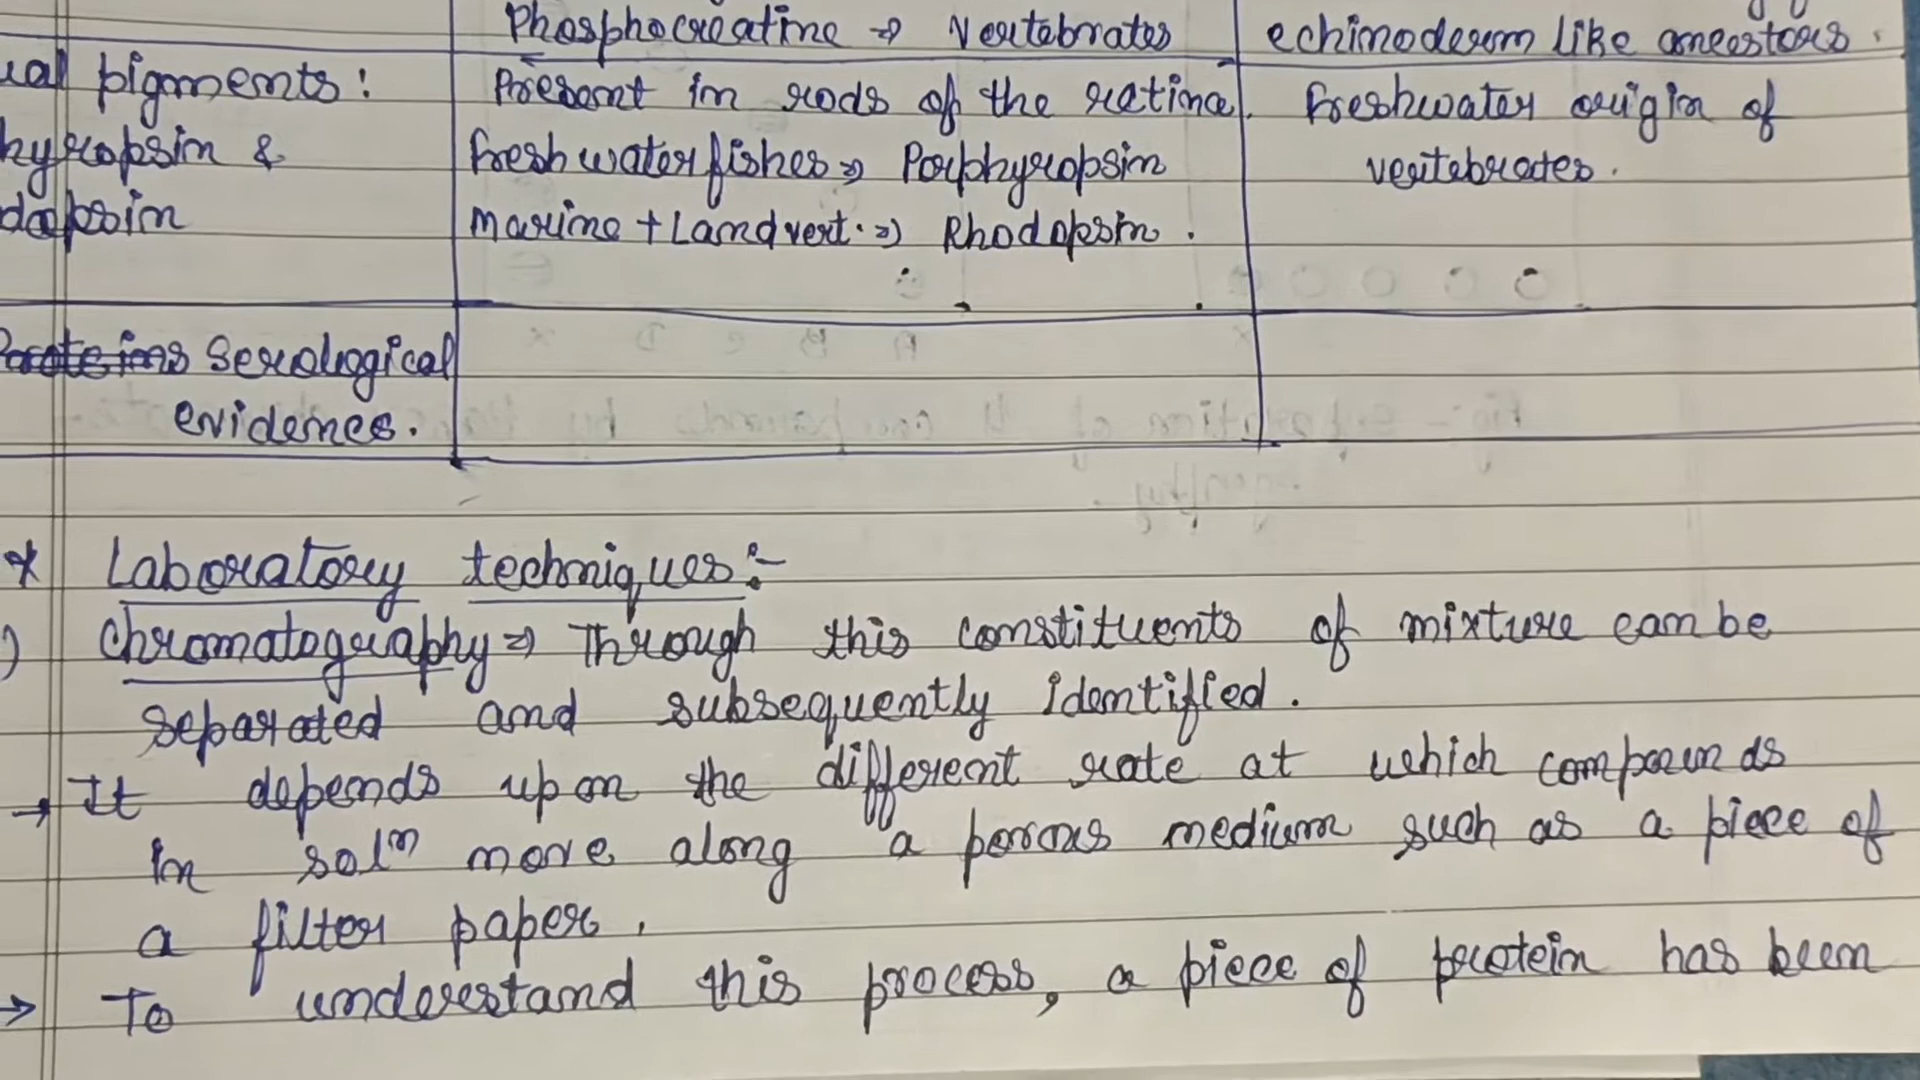 Phosphocreatine ⇒ Vertebrates
echinoderm like ancestors.
ual pigments:
hyropsin &
dopsin
Present in rods of the retina.
freshwater fishes ⇒ Porphyropsin
Marine + Land vert. ⇒ Rhodopsin.
Freshwater origin of
vertebrates.
Serological
evidences.
* Laboratory techniques:-
) Chromatography ⇒ Through this constituents of mixture can be
separated and subsequently identified.
→ It depends upon the different rate at which compounds
in solⁿ move along a porous medium such as a piece of
a filter paper.
→ To understand this process, a piece of protein has been